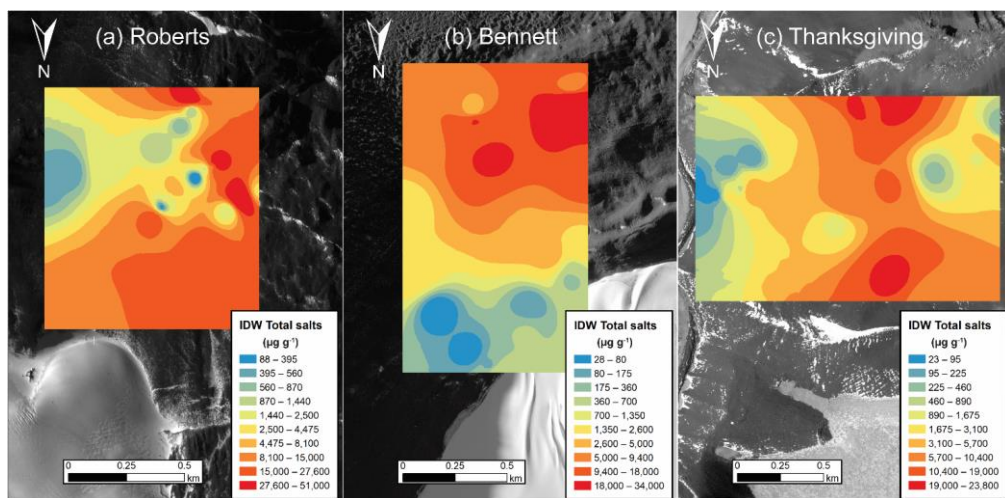 (a) Roberts
N
IDW Total salts
(µg g⁻¹)
88 – 395
395 – 560
560 – 870
870 – 1,440
1,440 – 2,500
2,500 – 4,475
4,475 – 8,100
8,100 – 15,000
15,000 – 27,600
27,600 – 51,000
0 0.25 0.5
km
(b) Bennett
N
IDW Total salts
(µg g⁻¹)
28 – 80
80 – 175
175 – 360
360 – 700
700 – 1,350
1,350 – 2,600
2,600 – 5,000
5,000 – 9,400
9,400 – 18,000
18,000 – 34,000
0 0.25 0.5
km
(c) Thanksgiving
N
IDW Total salts
(µg g⁻¹)
23 – 95
95 – 225
225 – 460
460 – 890
890 – 1,675
1,675 – 3,100
3,100 – 5,700
5,700 – 10,400
10,400 – 19,000
19,000 – 23,800
0 0.25 0.5
km